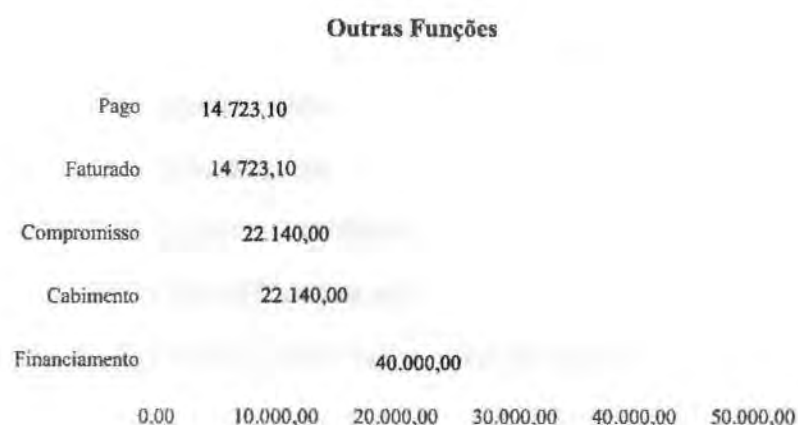 Outras Funções
Pago 14.723,10
Faturado 14.723,10
Compromisso 22.140,00
Cabimento 22.140,00
Financiamento 40.000,00
0.00 10.000,00 20.000,00 30.000,00 40.000,00 50.000,00